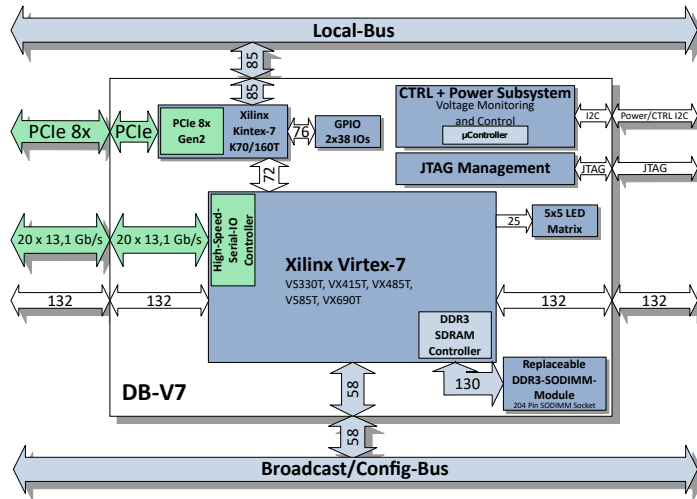 Local-Bus
85
85
CTRL + Power Subsystem
Voltage Monitoring
and Control
µController
I2C
Power/CTRL I2C
PCIe 8x
PCIe
PCIe 8x
Gen2
Xilinx
Kintex-7
K70/160T
76
GPIO
2x38 IOs
JTAG Management
JTAG
JTAG
72
20 x 13,1 Gb/s
20 x 13,1 Gb/s
High-Speed-
Serial-IO
Controller
25
5x5 LED
Matrix
Xilinx Virtex-7
VS330T, VX415T, VX485T,
V585T, VX690T
132
132
132
132
DDR3
SDRAM
Controller
130
Replaceable
DDR3-SODIMM-
Module
204 Pin SODIMM Socket
DB-V7
58
58
Broadcast/Config-Bus